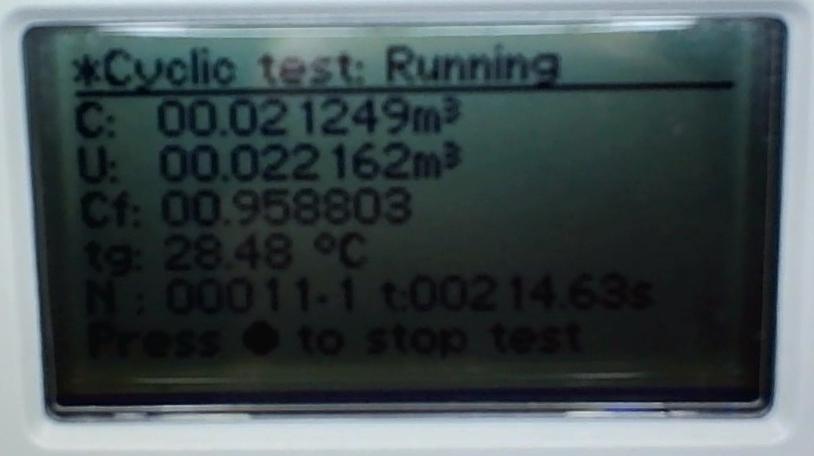 *Cyclic test: Running
C: 00.021249m³
U: 00.022162m³
Cf: 00.958803
tg: 28.48 °C
N : 00011-1 t:00214.63s
Press ● to stop test